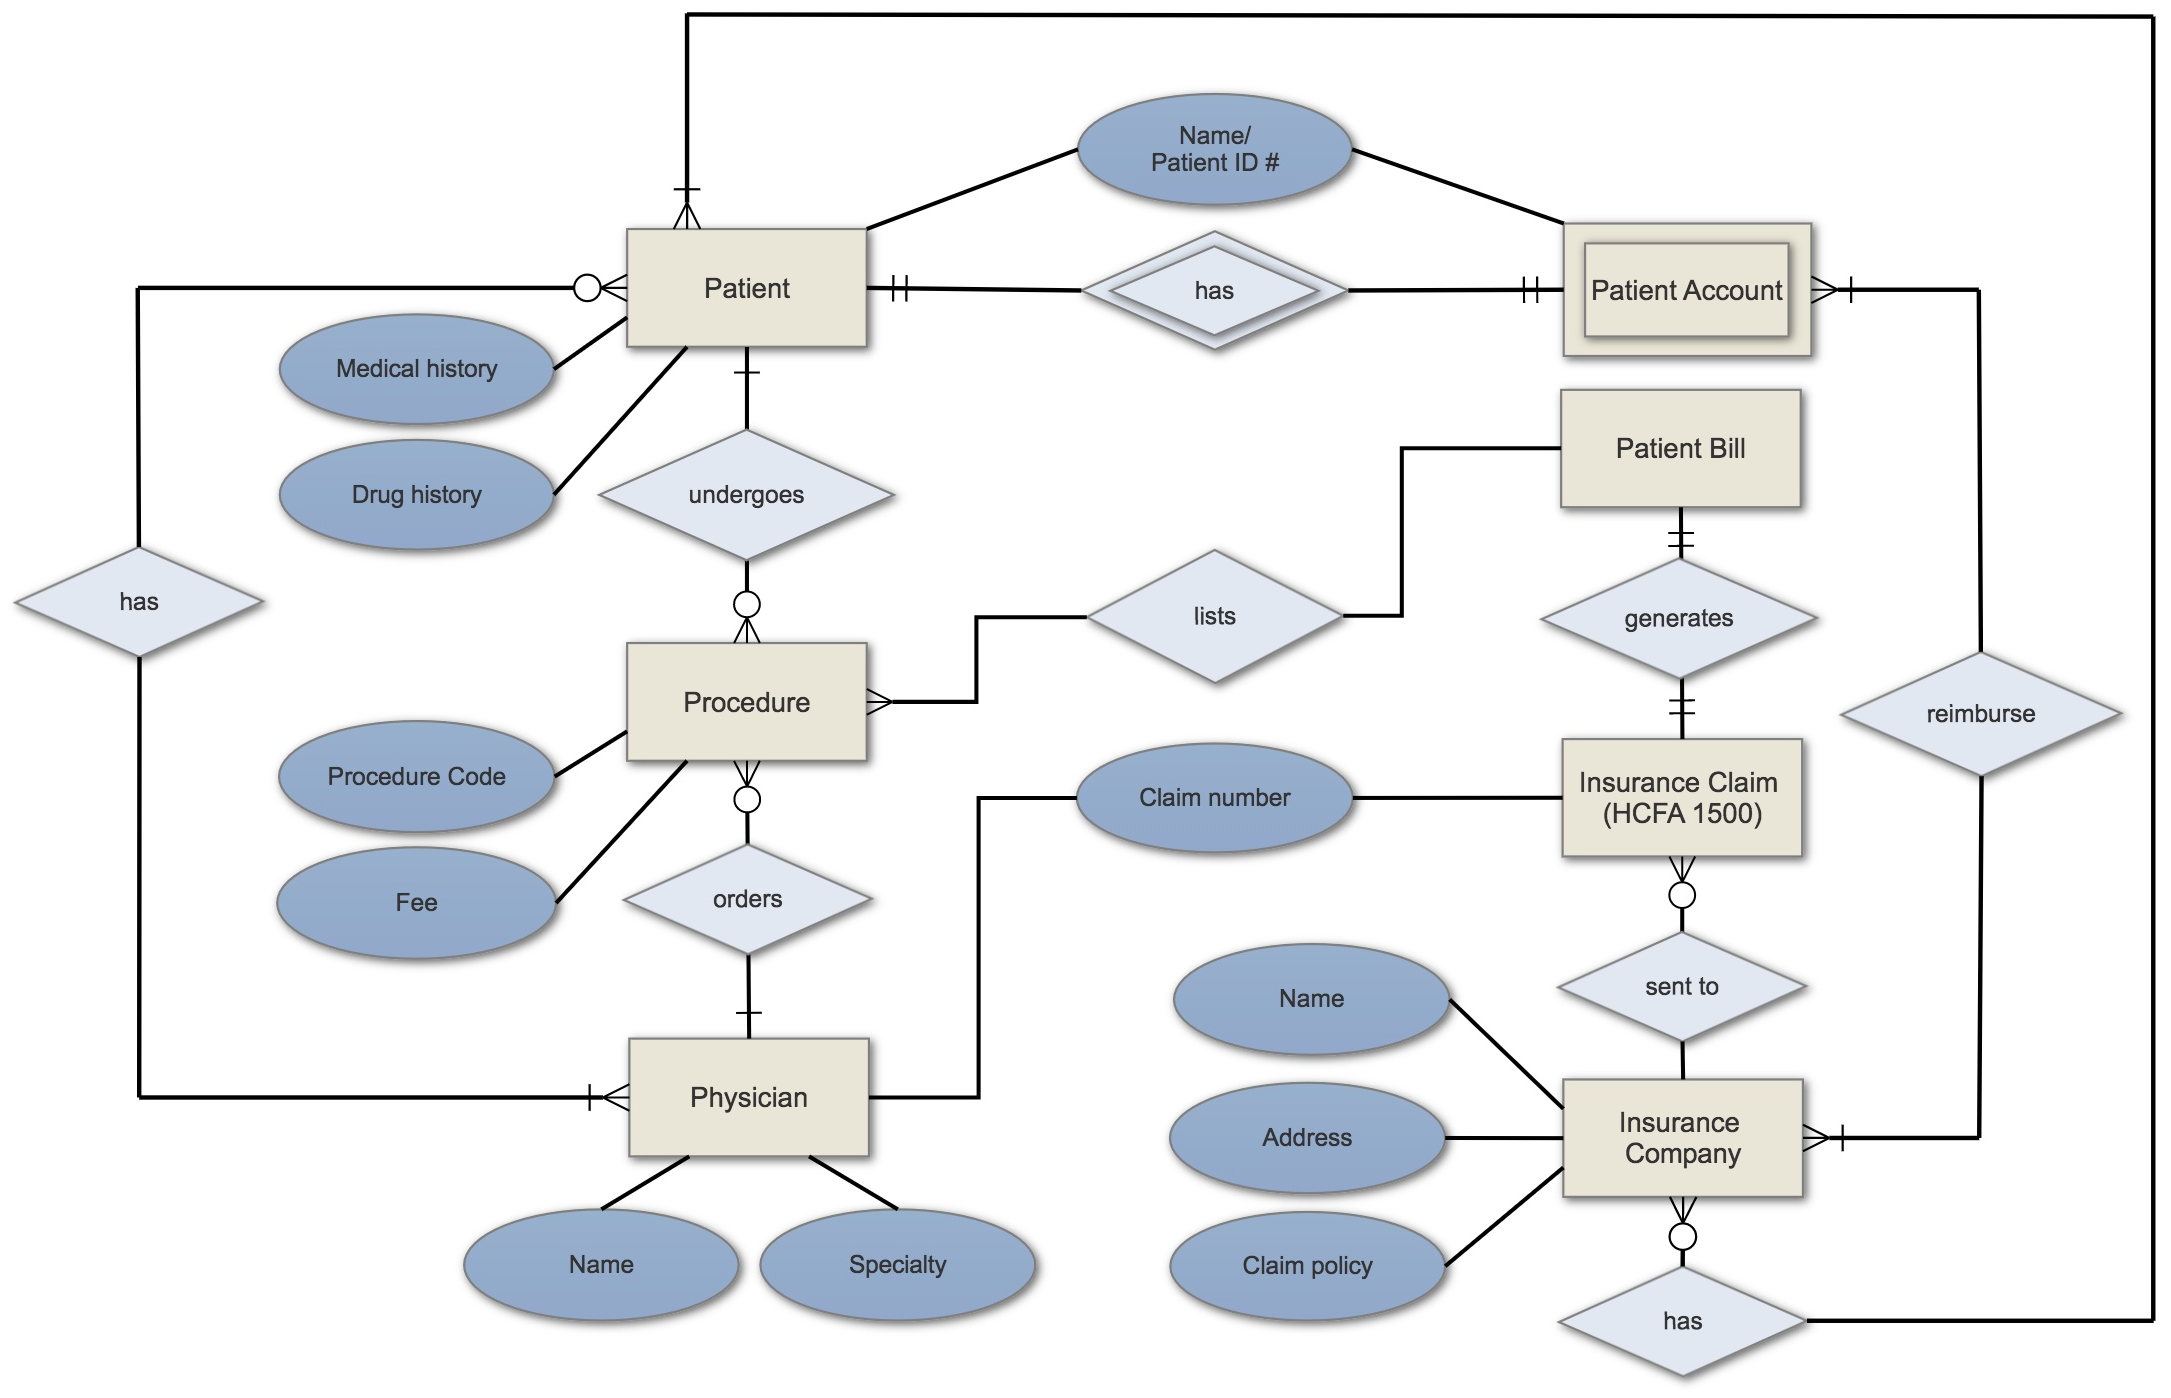 Name/
Patient ID #
Patient
has
Patient Account
Medical history
Patient Bill
Drug history
undergoes
has
lists
generates
Procedure
reimburse
Procedure Code
Claim number
Insurance Claim
(HCFA 1500)
Fee
orders
sent to
Name
Physician
Insurance
Company
Address
Name
Specialty
Claim policy
has